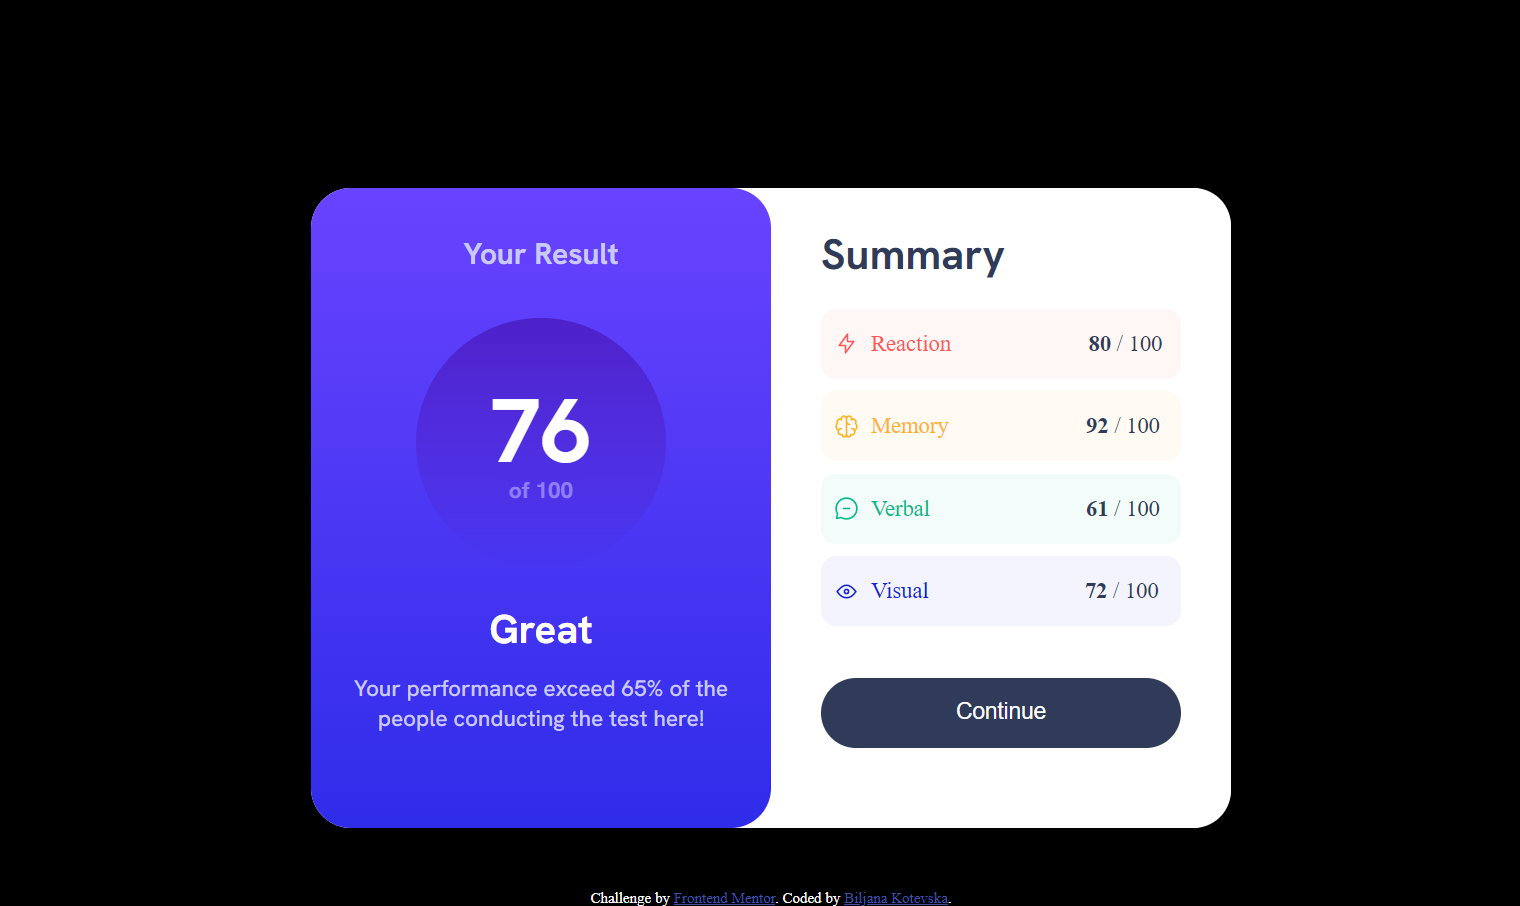 Your Result
76
of 100
Great
Your performance exceed 65% of the
people conducting the test here!
Summary
Reaction 80 / 100
Memory 92 / 100
Verbal 61 / 100
Visual 72 / 100
Continue
Challenge by Frontend Mentor. Coded by Biljana Kotevska.